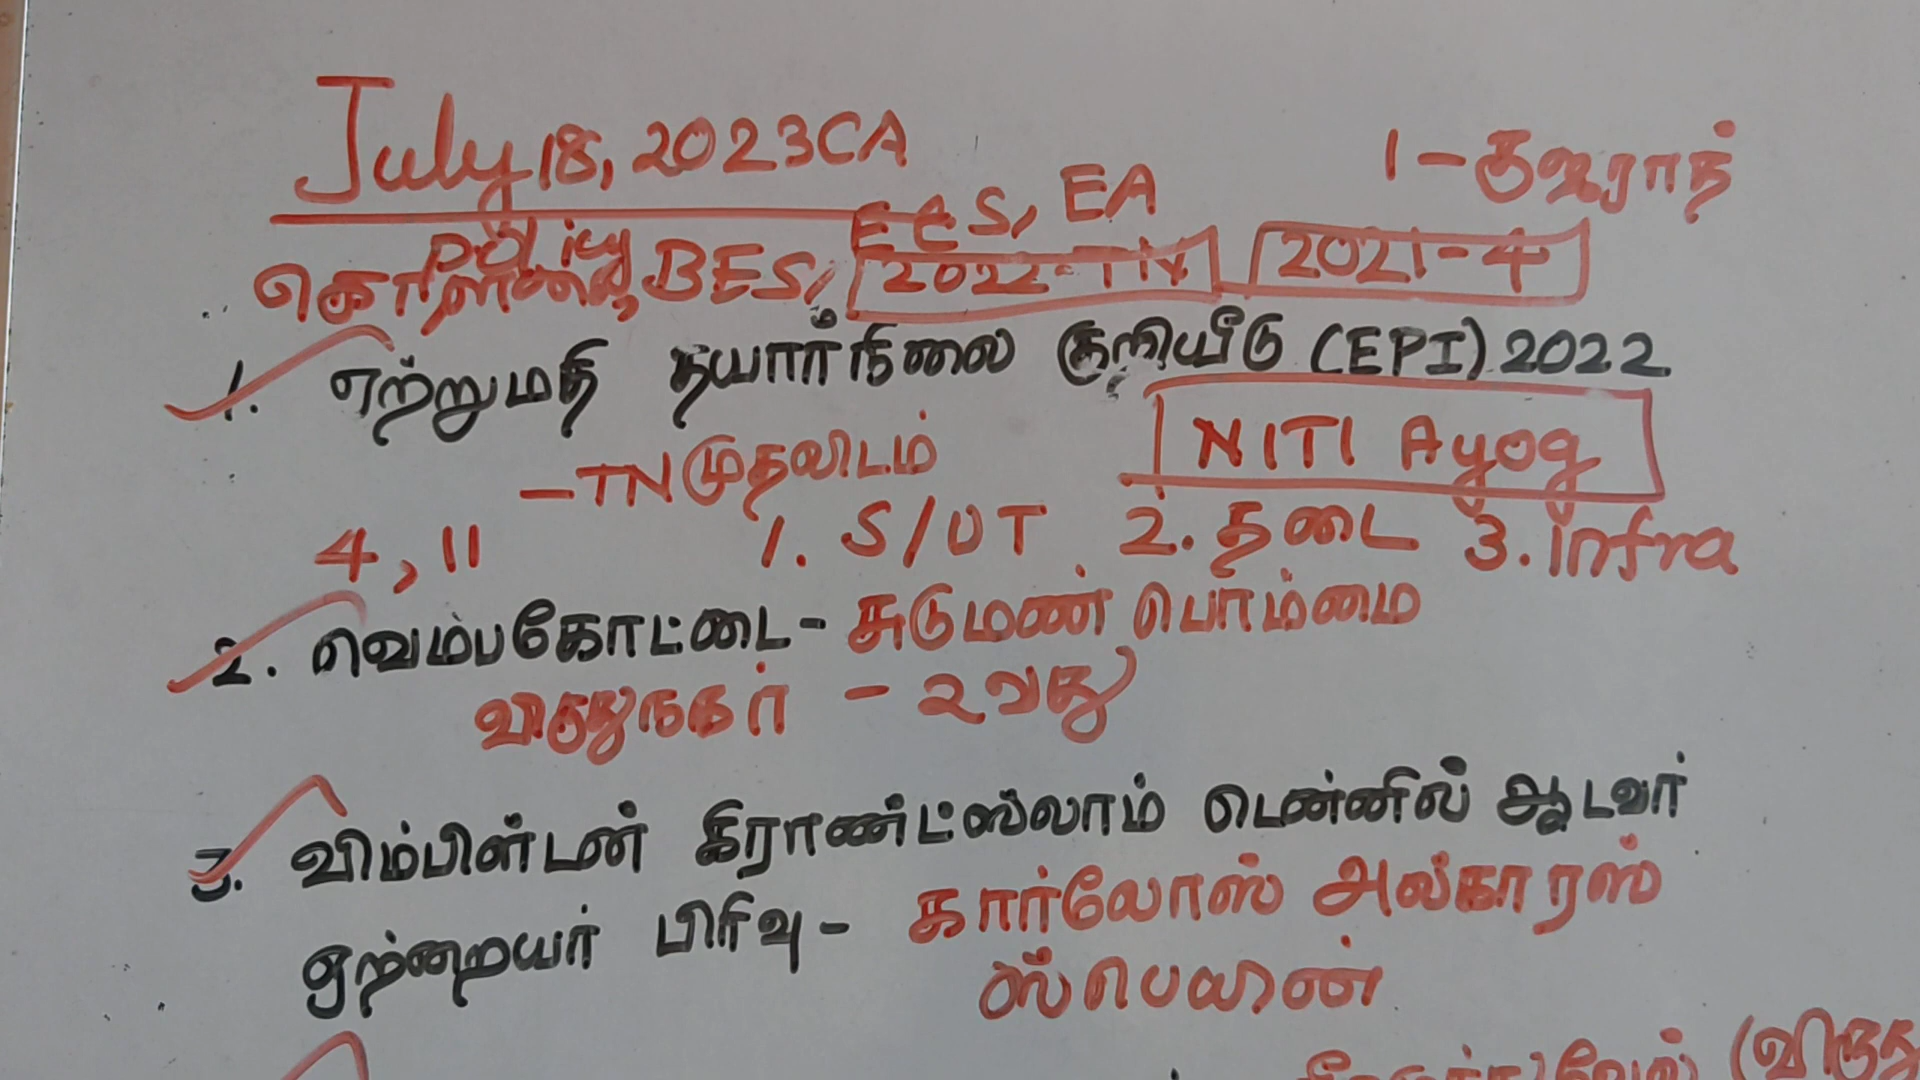 July 18, 2023 CA
1 - குஜராத்
policy
EES, EA
கொள்கை, BES,
2022-TN
2021-4
1. ஏற்றுமதி தயார்நிலை குறியீடு (EPI) 2022
- TN முதலிடம்
NITI Ayog
4, 11
1. S/UT 2. தடை 3. Infra
2. வெம்பகோட்டை - சுடுமண் பொம்மை
விருதுநகர் - 2வது
3. விம்பிள்டன் கிராண்ட்ஸ்லாம் டென்னில் ஆடவர்
ஒற்றையர் பிரிவு - கார்லோஸ் அல்காரஸ்
ஸ்பெயன்